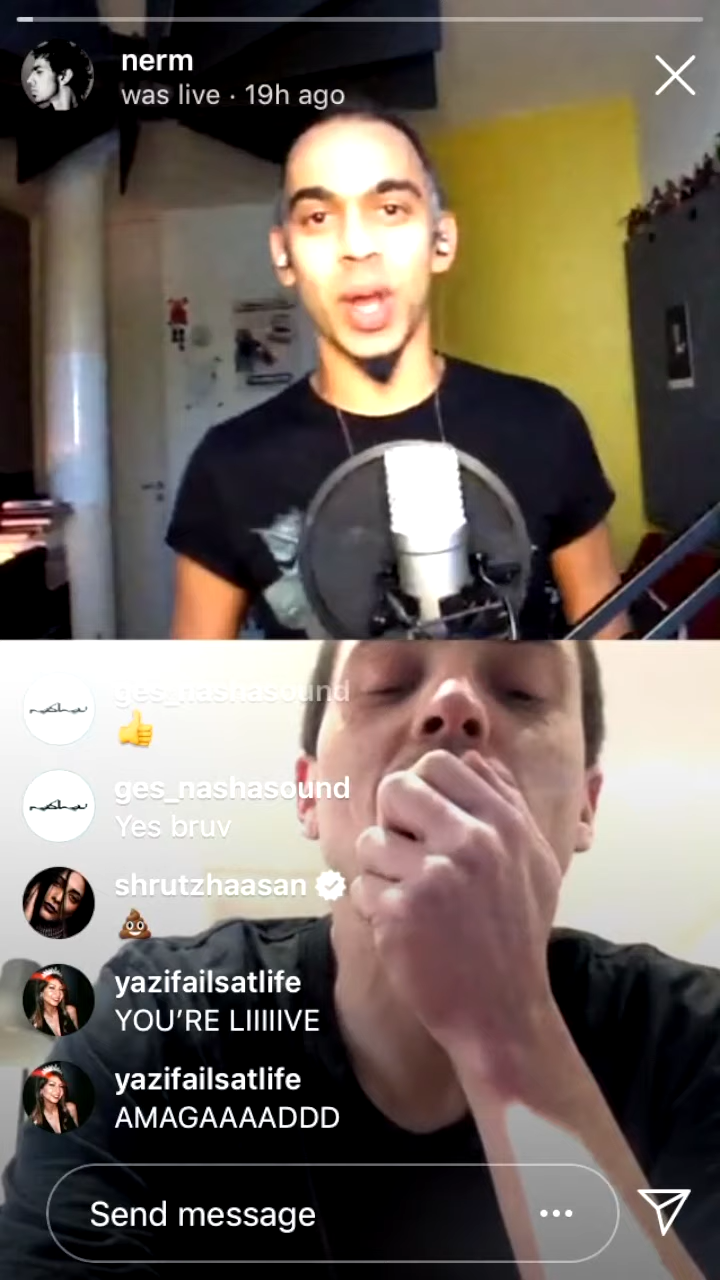 nerm
was live · 19h ago
ges_nashasound
👍
ges_nashasound
Yes bruv
shrutzhaasan
💩
yazifailsatlife
YOU'RE LIIIIIVE
yazifailsatlife
AMAGAAAADDD
Send message